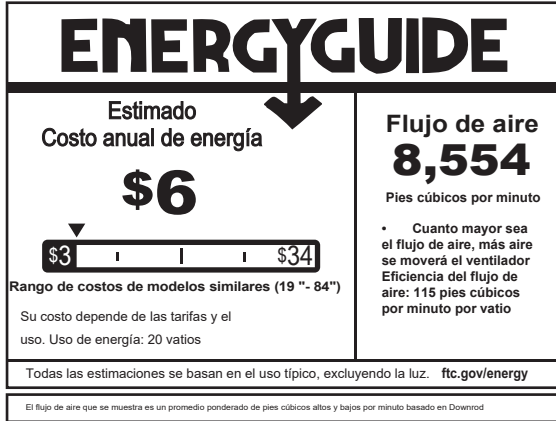 ENERGYGUIDE
Estimado
Costo anual de energía
$6
$3 $34
Rango de costos de modelos similares (19 "- 84")
Su costo depende de las tarifas y el
uso. Uso de energía: 20 vatios
Flujo de aire
8,554
Pies cúbicos por minuto
• Cuanto mayor sea
el flujo de aire, más aire
se moverá el ventilador
Eficiencia del flujo de
aire: 115 pies cúbicos
por minuto por vatio
Todas las estimaciones se basan en el uso típico, excluyendo la luz. ftc.gov/energy
El flujo de aire que se muestra es un promedio ponderado de pies cúbicos altos y bajos por minuto basado en Downrod